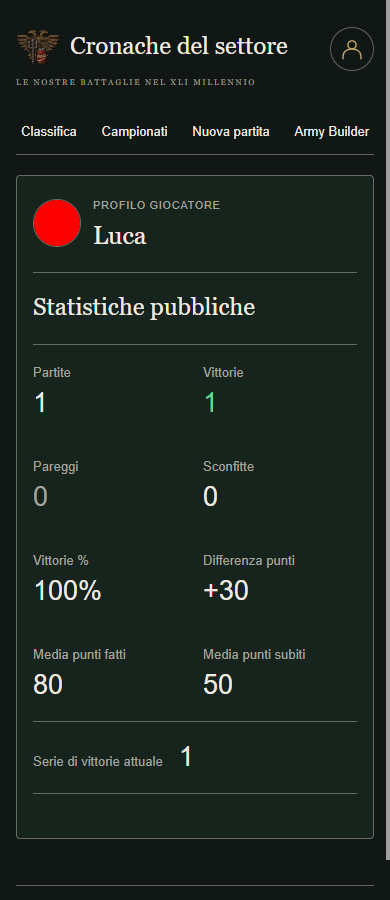 Cronache del settore
LE NOSTRE BATTAGLIE NEL XLI MILLENNIO
Classifica Campionati Nuova partita Army Builder
PROFILO GIOCATORE
Luca
Statistiche pubbliche
Partite Vittorie
1 1
Pareggi Sconfitte
0 0
Vittorie % Differenza punti
100% +30
Media punti fatti Media punti subiti
80 50
Serie di vittorie attuale 1